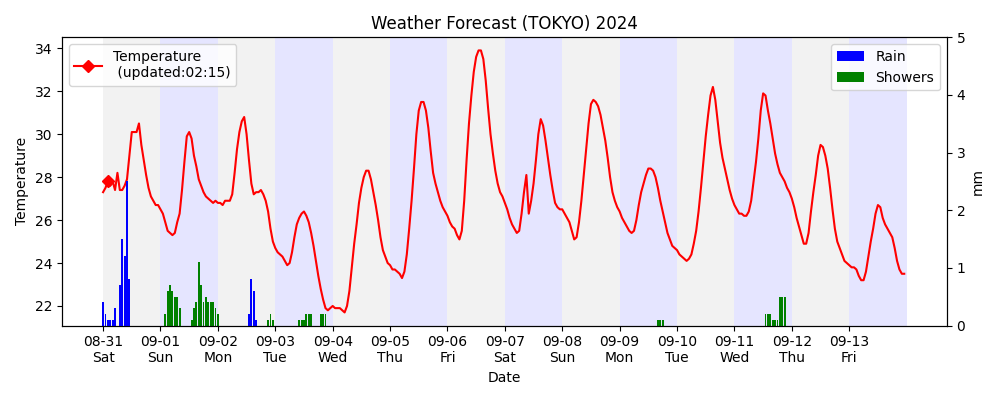 Weather Forecast (TOKYO) 2024
Temperature
(updated:02:15)
Rain
Showers
34
32
30
28
26
24
22
5
4
3
2
1
0
Temperature
mm
08-31 09-01 09-02 09-03 09-04 09-05 09-06 09-07 09-08 09-09 09-10 09-11 09-12 09-13
Sat Sun Mon Tue Wed Thu Fri Sat Sun Mon Tue Wed Thu Fri
Date